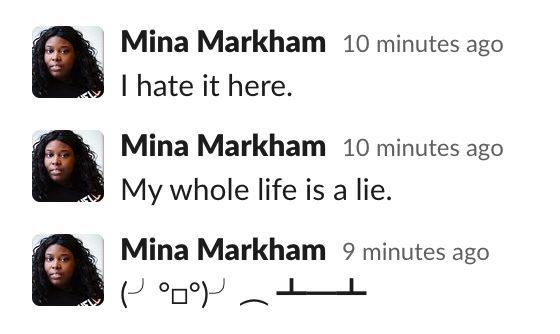 Mina Markham 10 minutes ago
I hate it here.
Mina Markham 10 minutes ago
My whole life is a lie.
Mina Markham 9 minutes ago
(╯°□°)╯︵ ┻━┻